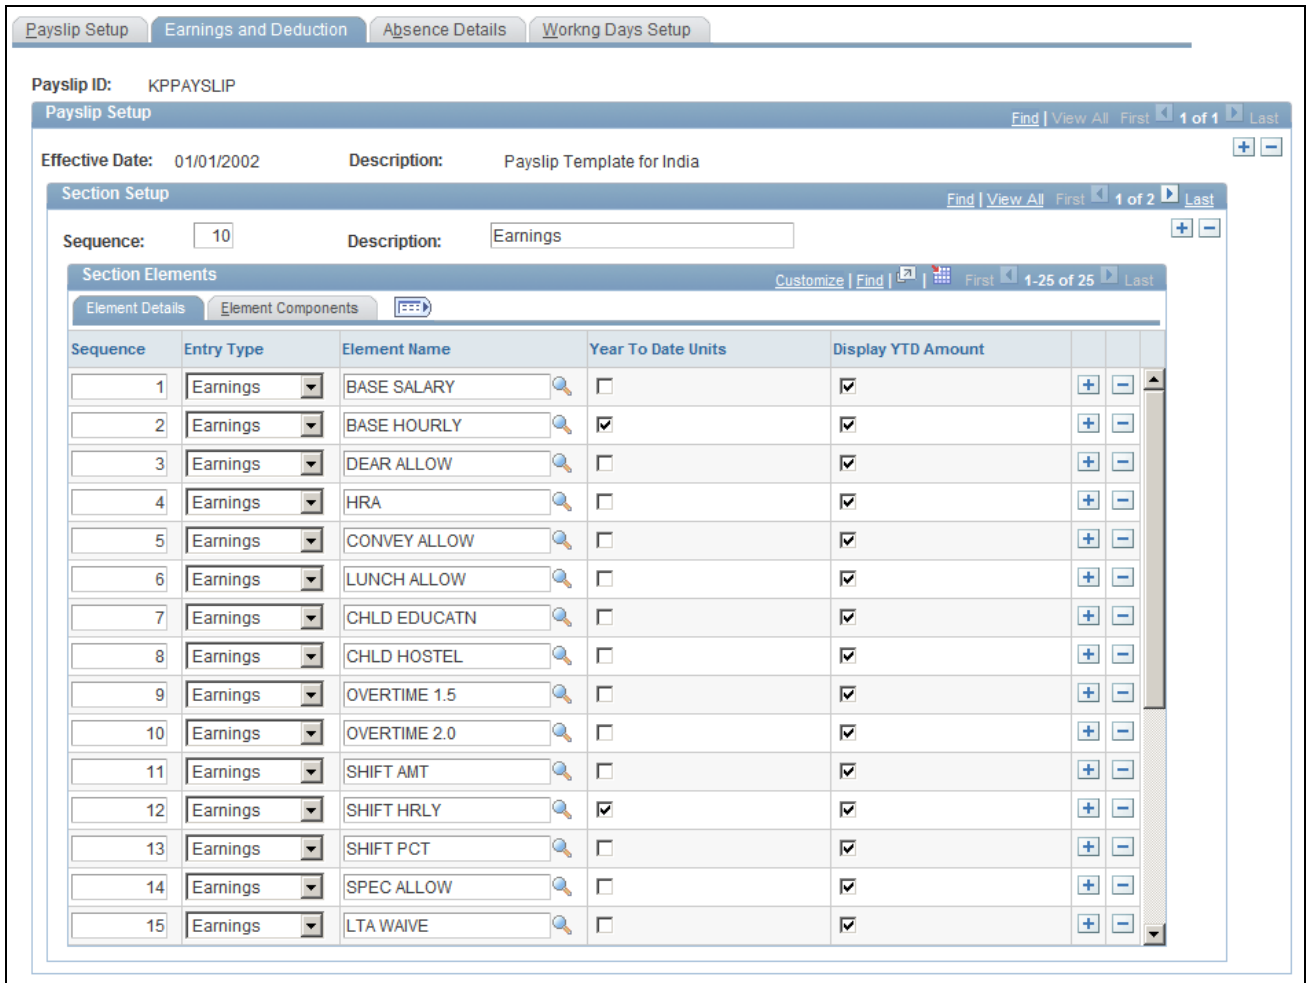 Payslip Setup Earnings and Deduction Absence Details Workng Days Setup
Payslip ID: KPPAYSLIP
Payslip Setup Find | View All First 1 of 1 Last
Effective Date: 01/01/2002 Description: Payslip Template for India
Section Setup Find | View All First 1 of 2 Last
Sequence: 10 Description: Earnings
Section Elements Customize | Find | | First 1-25 of 25 Last
Element Details Element Components
Sequence Entry Type Element Name Year To Date Units Display YTD Amount
1 Earnings BASE SALARY
2 Earnings BASE HOURLY
3 Earnings DEAR ALLOW
4 Earnings HRA
5 Earnings CONVEY ALLOW
6 Earnings LUNCH ALLOW
7 Earnings CHLD EDUCATN
8 Earnings CHLD HOSTEL
9 Earnings OVERTIME 1.5
10 Earnings OVERTIME 2.0
11 Earnings SHIFT AMT
12 Earnings SHIFT HRLY
13 Earnings SHIFT PCT
14 Earnings SPEC ALLOW
15 Earnings LTA WAIVE